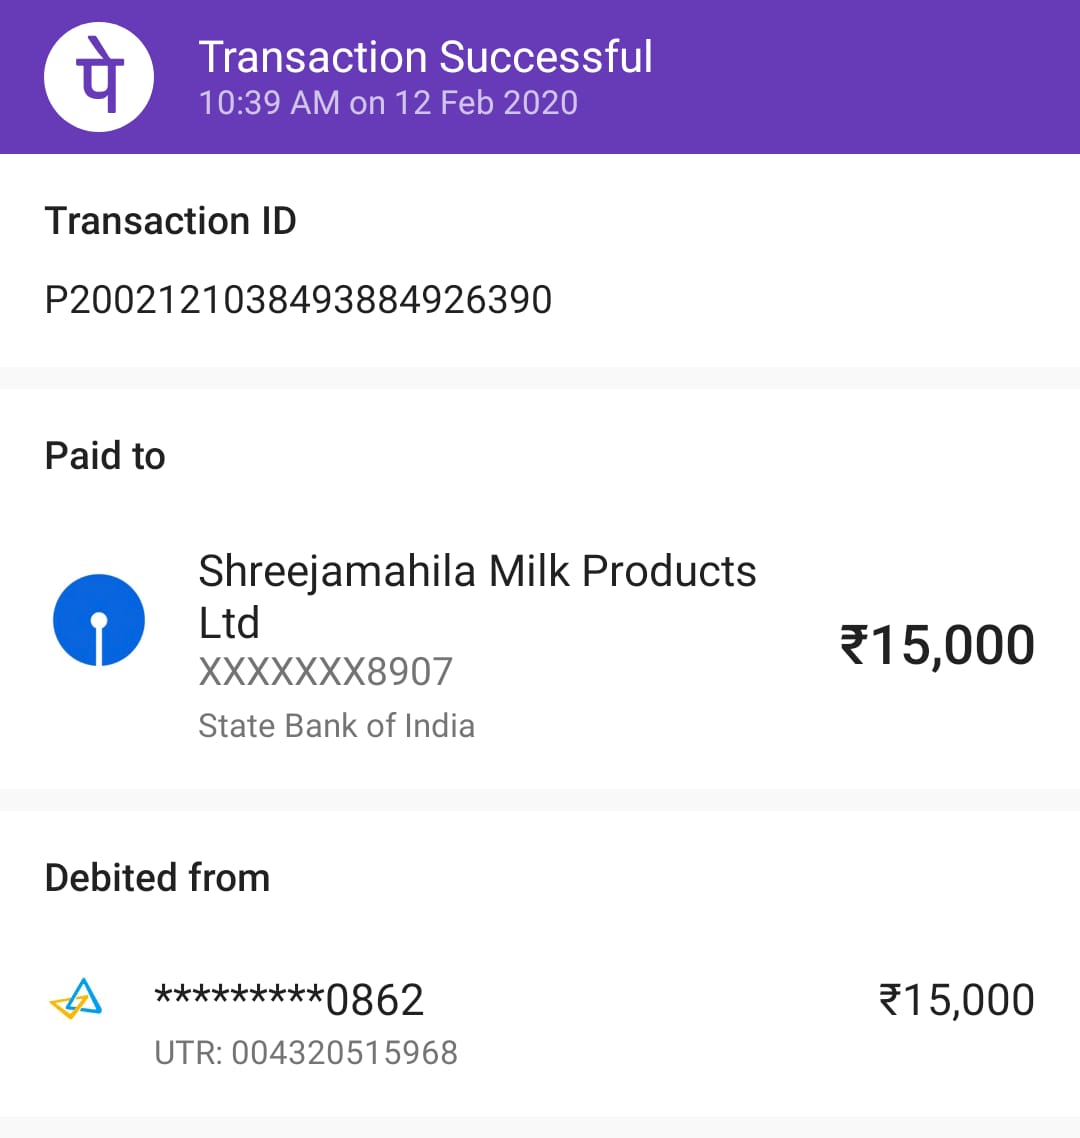 पे
Transaction Successful
10:39 AM on 12 Feb 2020
Transaction ID
P2002121038493884926390
Paid to
Shreejamahila Milk Products
Ltd
₹15,000
XXXXXXX8907
State Bank of India
Debited from
*********0862
₹15,000
UTR: 004320515968